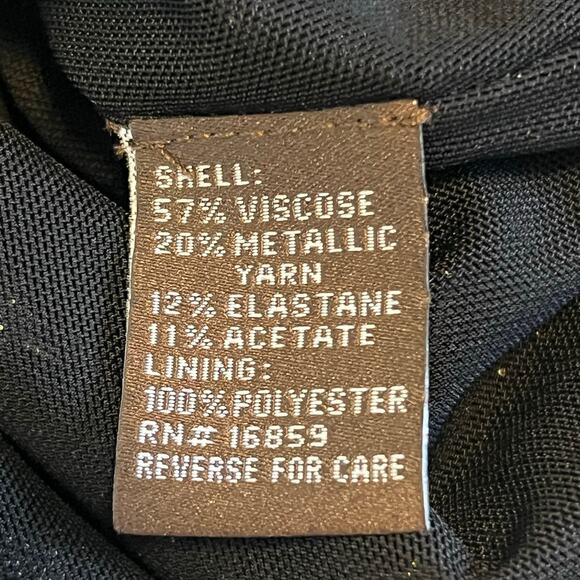 SHELL:
57% VISCOSE
20% METALLIC
YARN
12% ELASTANE
11% ACETATE
LINING:
100% POLYESTER
RN# 16859
REVERSE FOR CARE